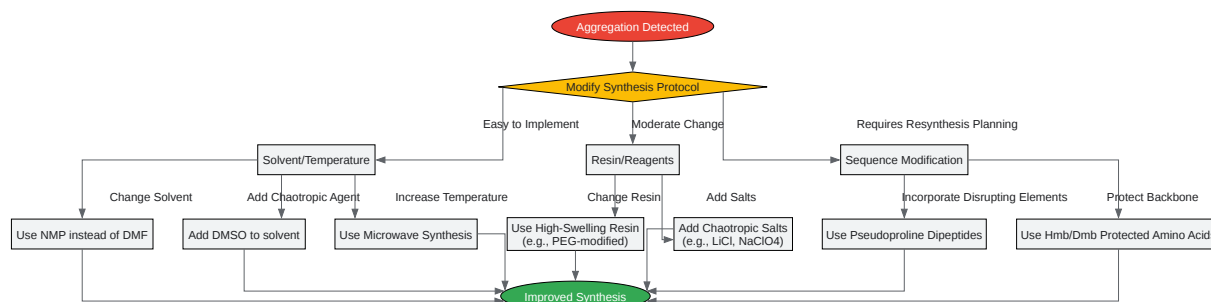 Aggregation Detected
Modify Synthesis Protocol
Easy to Implement
Moderate Change
Requires Resynthesis Planning
Solvent/Temperature
Resin/Reagents
Sequence Modification
Change Solvent
Add Chaotropic Agent
Increase Temperature
Change Resin
Add Salts
Incorporate Disrupting Elements
Protect Backbone
Use NMP instead of DMF
Add DMSO to solvent
Use Microwave Synthesis
Use High-Swelling Resin
(e.g., PEG-modified)
Add Chaotropic Salts
(e.g., LiCl, NaClO4)
Use Pseudoproline Dipeptides
Use Hmb/Dmb Protected Amino Acids
Improved Synthesis